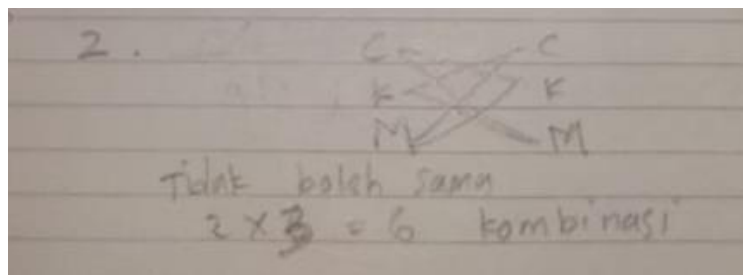 2. C C
K K
M M
Tidak boleh sama
2 x 3 = 6 kombinasi